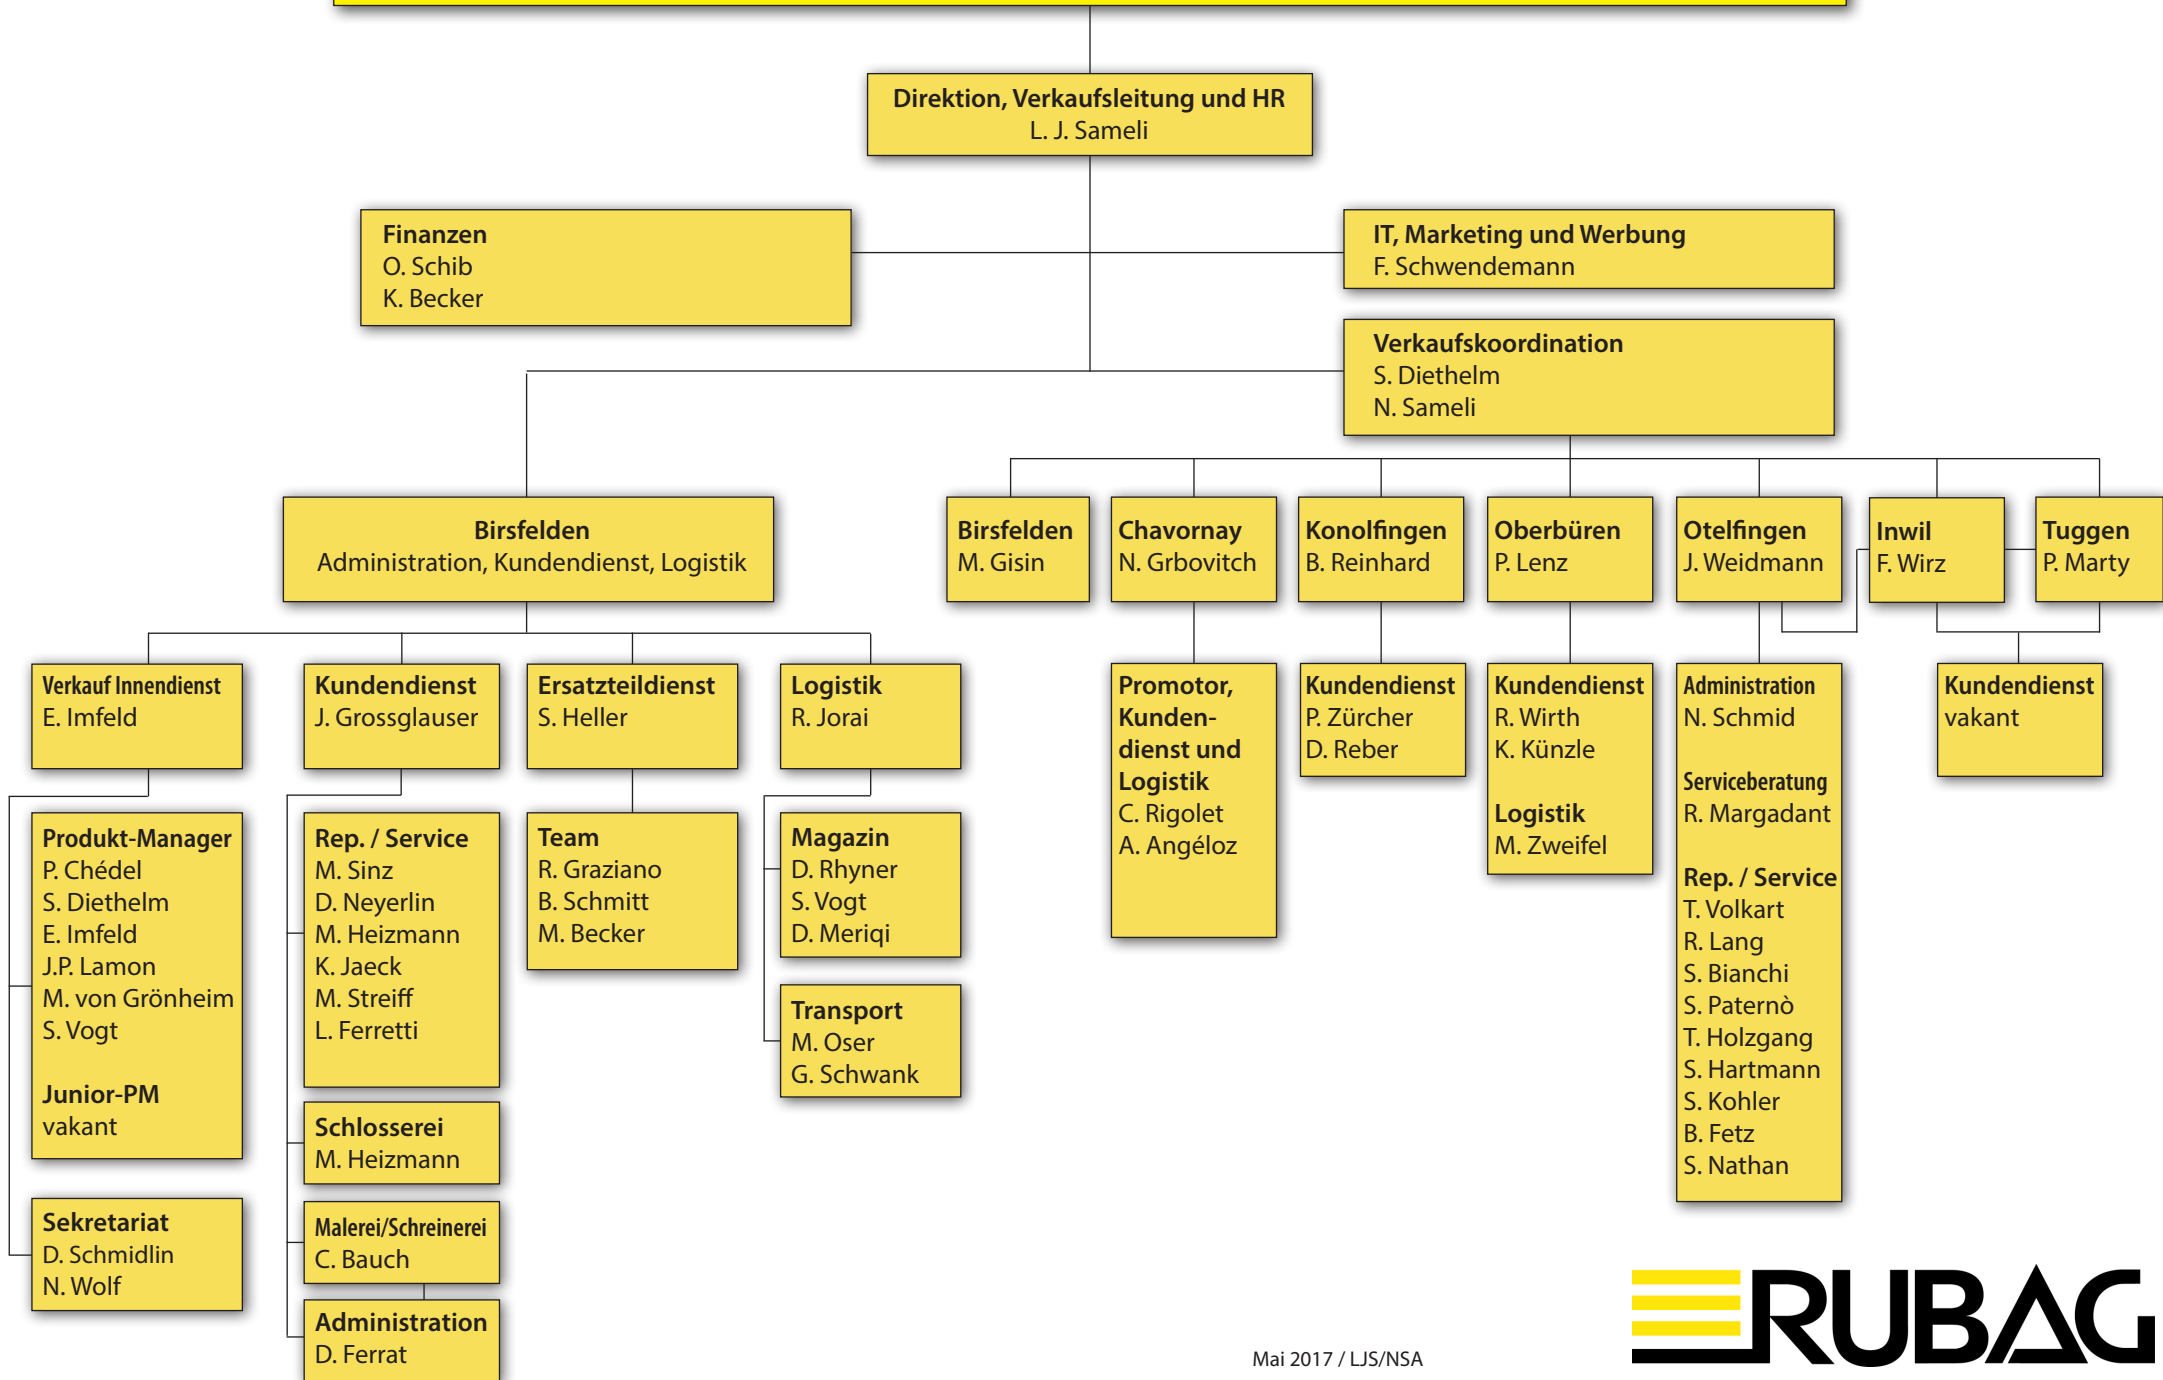 Direktion, Verkaufsleitung und HR
L. J. Sameli
Finanzen
O. Schib
K. Becker
IT, Marketing und Werbung
F. Schwendemann
Verkaufskoordination
S. Diethelm
N. Sameli
Birsfelden
Administration, Kundendienst, Logistik
Birsfelden
M. Gisin
Chavornay
N. Grbovitch
Konolfingen
B. Reinhard
Oberbüren
P. Lenz
Otelfingen
J. Weidmann
Inwil
F. Wirz
Tuggen
P. Marty
Verkauf Innendienst
E. Imfeld
Kundendienst
J. Grossglauser
Ersatzteildienst
S. Heller
Logistik
R. Jorai
Promotor,
Kunden-
dienst und
Logistik
C. Rigolet
A. Angéloz
Kundendienst
P. Zürcher
D. Reber
Kundendienst
R. Wirth
K. Künzle
Logistik
M. Zweifel
Administration
N. Schmid
Serviceberatung
R. Margadant
Rep. / Service
T. Volkart
R. Lang
S. Bianchi
S. Paternò
T. Holzgang
S. Hartmann
S. Kohler
B. Fetz
S. Nathan
Kundendienst
vakant
Produkt-Manager
P. Chédel
S. Diethelm
E. Imfeld
J.P. Lamon
M. von Grönheim
S. Vogt
Junior-PM
vakant
Sekretariat
D. Schmidlin
N. Wolf
Rep. / Service
M. Sinz
D. Neyerlin
M. Heizmann
K. Jaeck
M. Streiff
L. Ferretti
Schlosserei
M. Heizmann
Malerei/Schreinerei
C. Bauch
Administration
D. Ferrat
Team
R. Graziano
B. Schmitt
M. Becker
Magazin
D. Rhyner
S. Vogt
D. Meriqi
Transport
M. Oser
G. Schwank
Mai 2017 / LJS/NSA
RUBAG